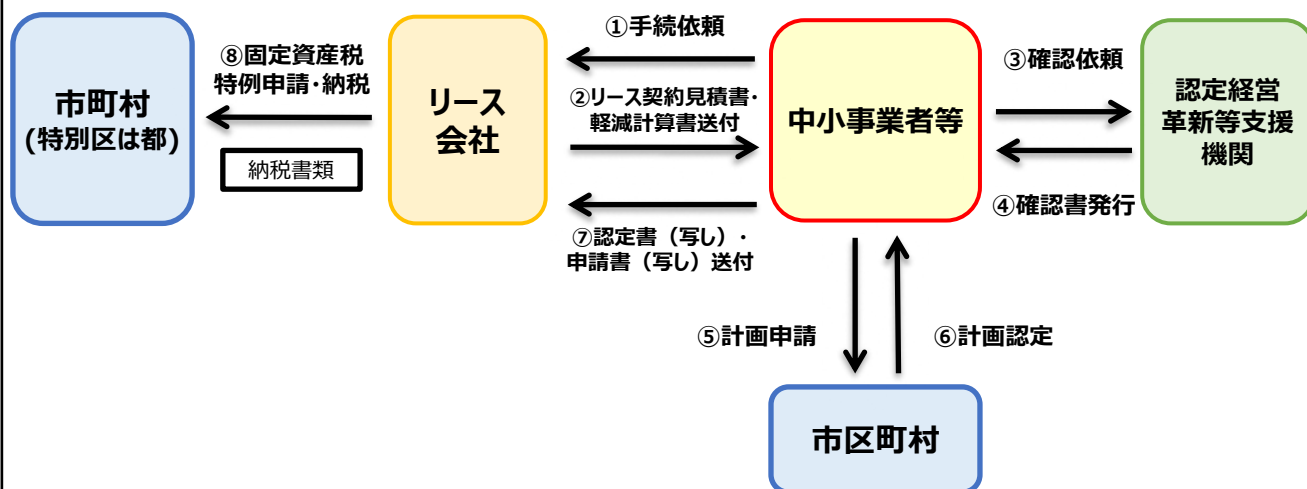 市町村
(特別区は都)
⑧固定資産税
特例申請・納税
納税書類
リース
会社
①手続依頼
②リース契約見積書・
軽減計算書送付
⑦認定書（写し）・
申請書（写し）送付
中小事業者等
③確認依頼
④確認書発行
認定経営
革新等支援
機関
⑤計画申請
⑥計画認定
市区町村